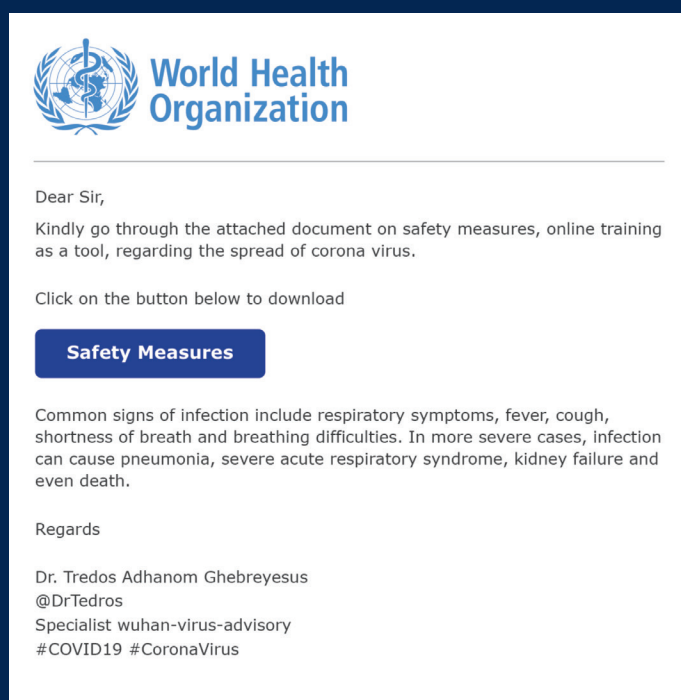 World Health
Organization
Dear Sir,
Kindly go through the attached document on safety measures, online training
as a tool, regarding the spread of corona virus.
Click on the button below to download
Safety Measures
Common signs of infection include respiratory symptoms, fever, cough,
shortness of breath and breathing difficulties. In more severe cases, infection
can cause pneumonia, severe acute respiratory syndrome, kidney failure and
even death.
Regards
Dr. Tredos Adhanom Ghebreyesus
@DrTedros
Specialist wuhan-virus-advisory
#COVID19 #CoronaVirus